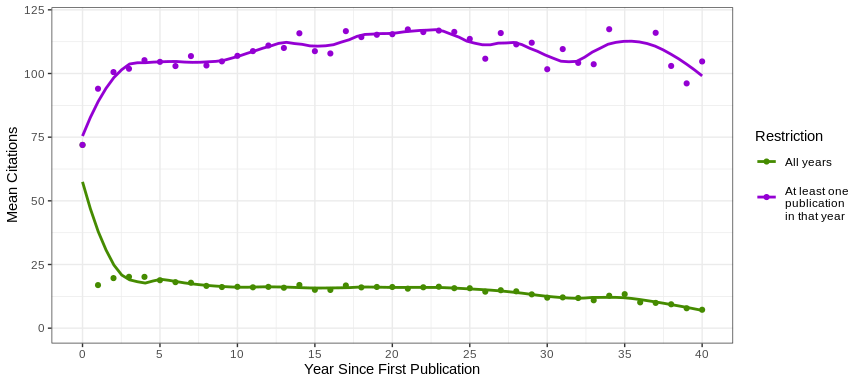 125
100
75
50
25
0
Mean Citations
0 5 10 15 20 25 30 35 40
Year Since First Publication
Restriction
All years
At least one
publication
in that year